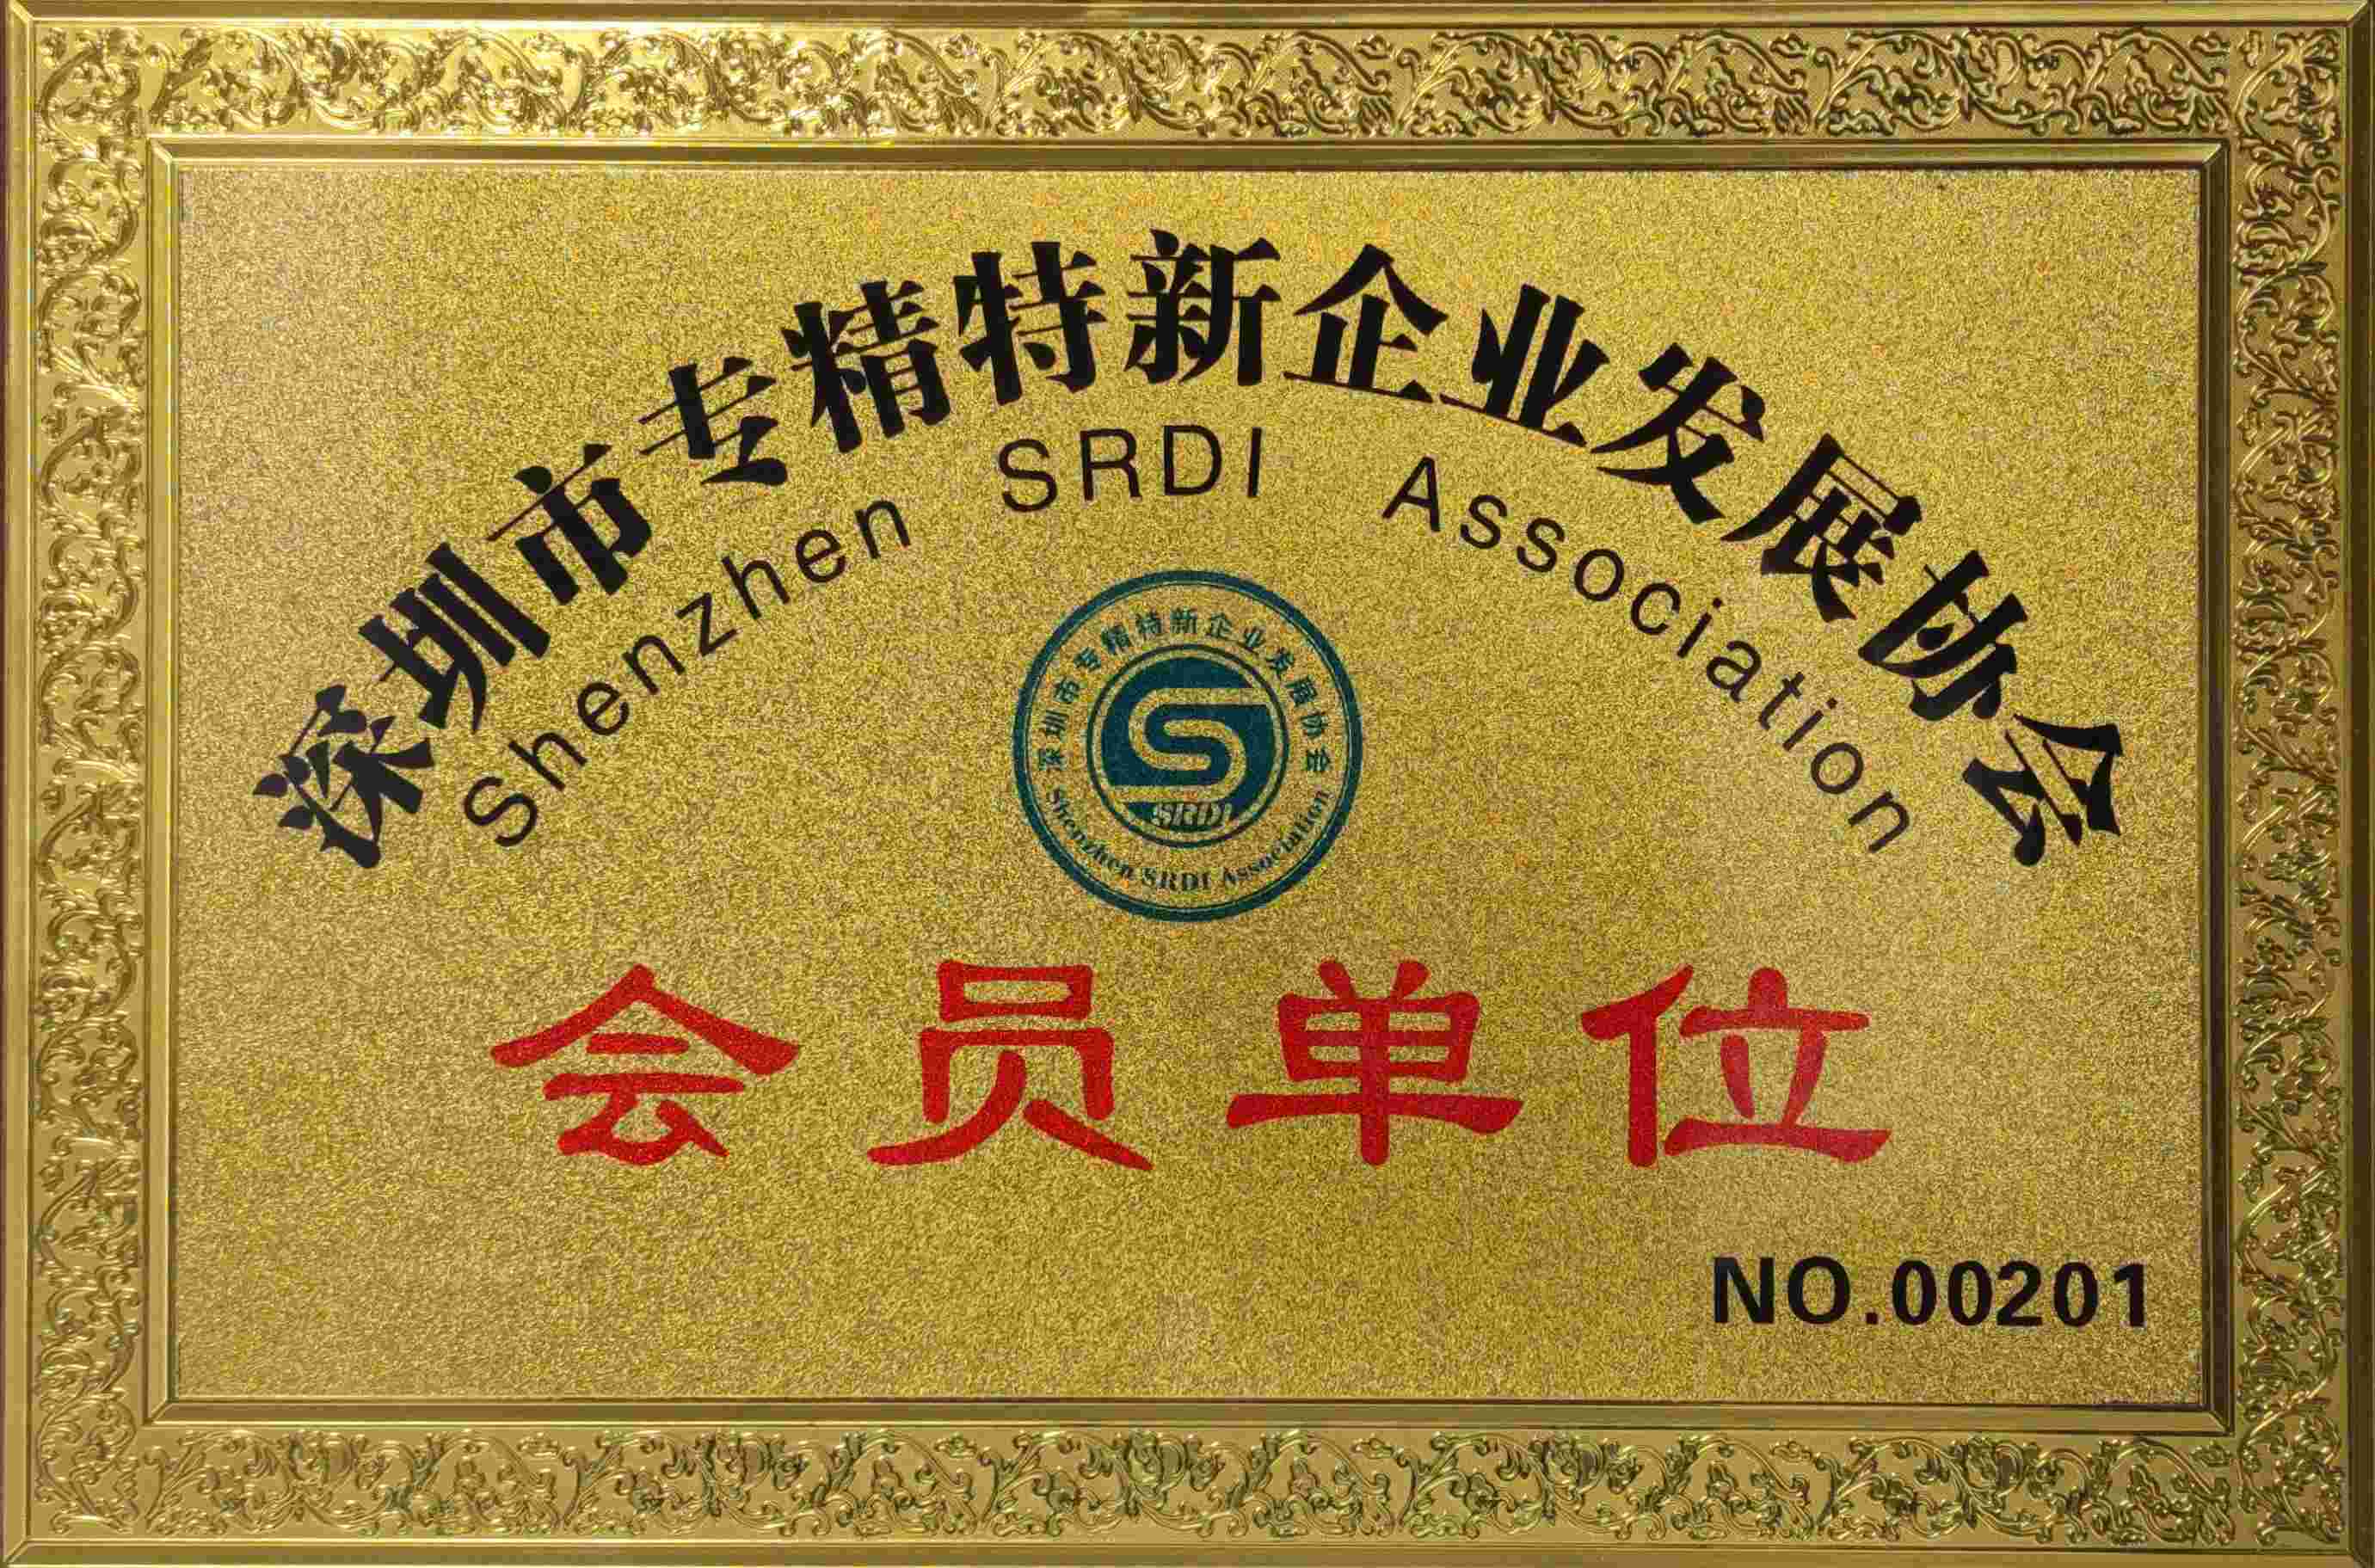 深圳市专精特新企业发展协会
Shenzhen SRDI Association
深圳市专精特新企业发展协会
SRDI
Shenzhen SRDI Association
会员单位
NO.00201